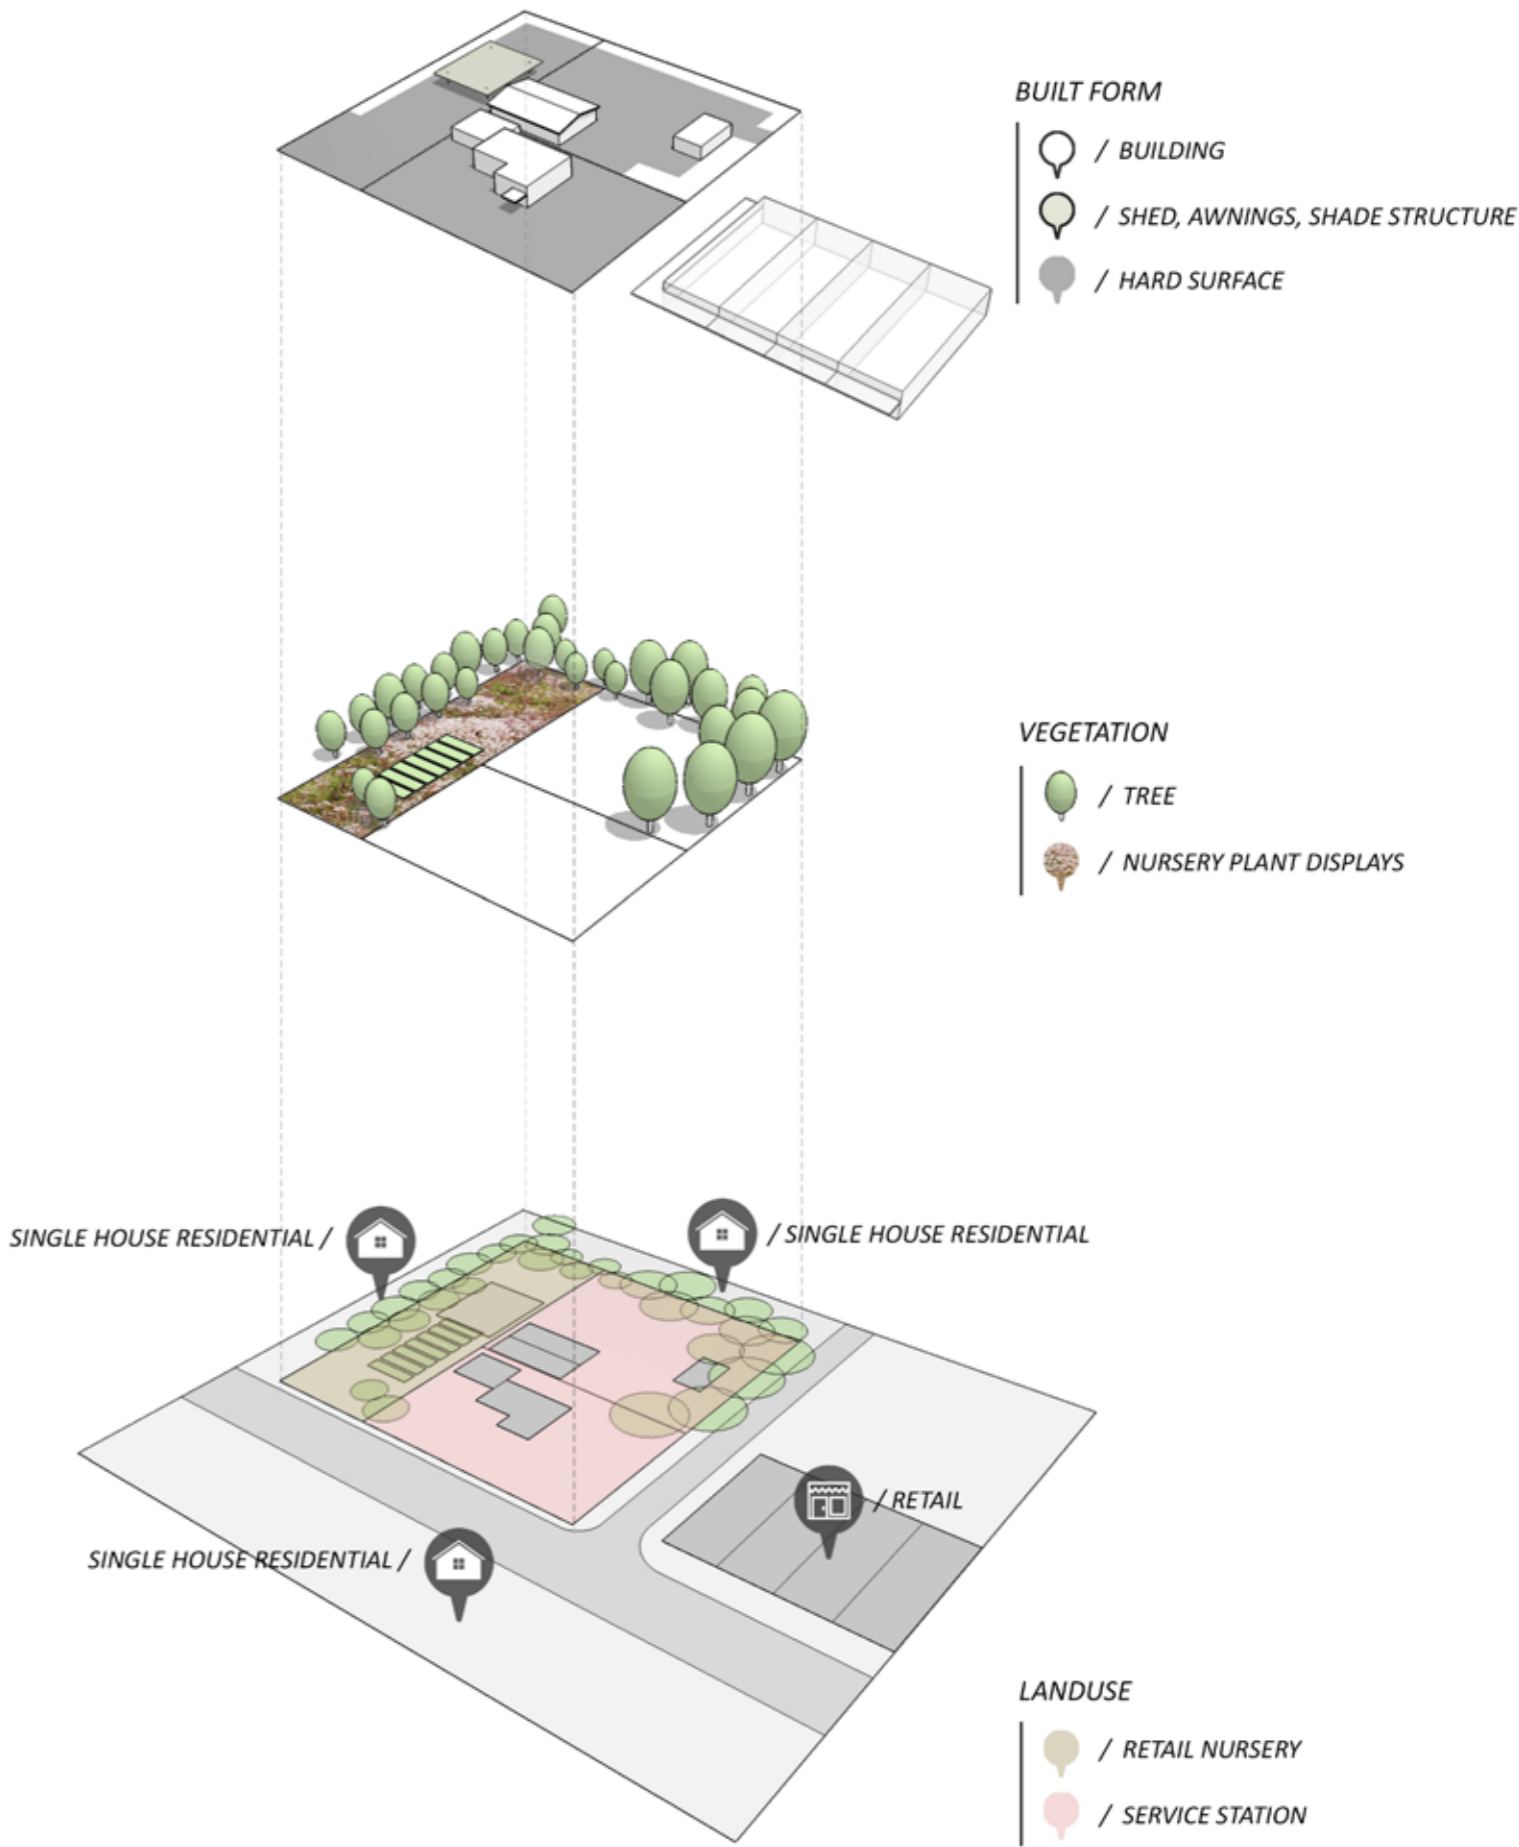 BUILT FORM
/ BUILDING
/ SHED, AWNINGS, SHADE STRUCTURE
/ HARD SURFACE
VEGETATION
/ TREE
/ NURSERY PLANT DISPLAYS
SINGLE HOUSE RESIDENTIAL /
/ SINGLE HOUSE RESIDENTIAL
/ RETAIL
SINGLE HOUSE RESIDENTIAL /
LANDUSE
/ RETAIL NURSERY
/ SERVICE STATION